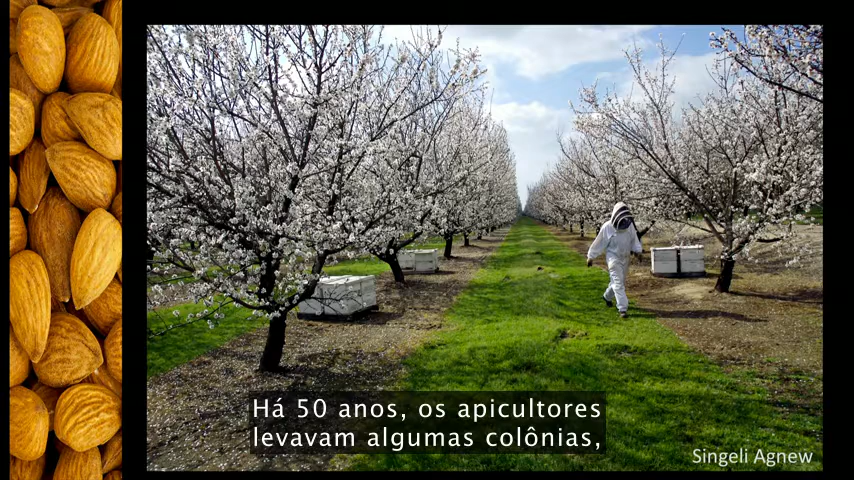 Há 50 anos, os apicultores
levavam algumas colônias,
Singeli Agnew